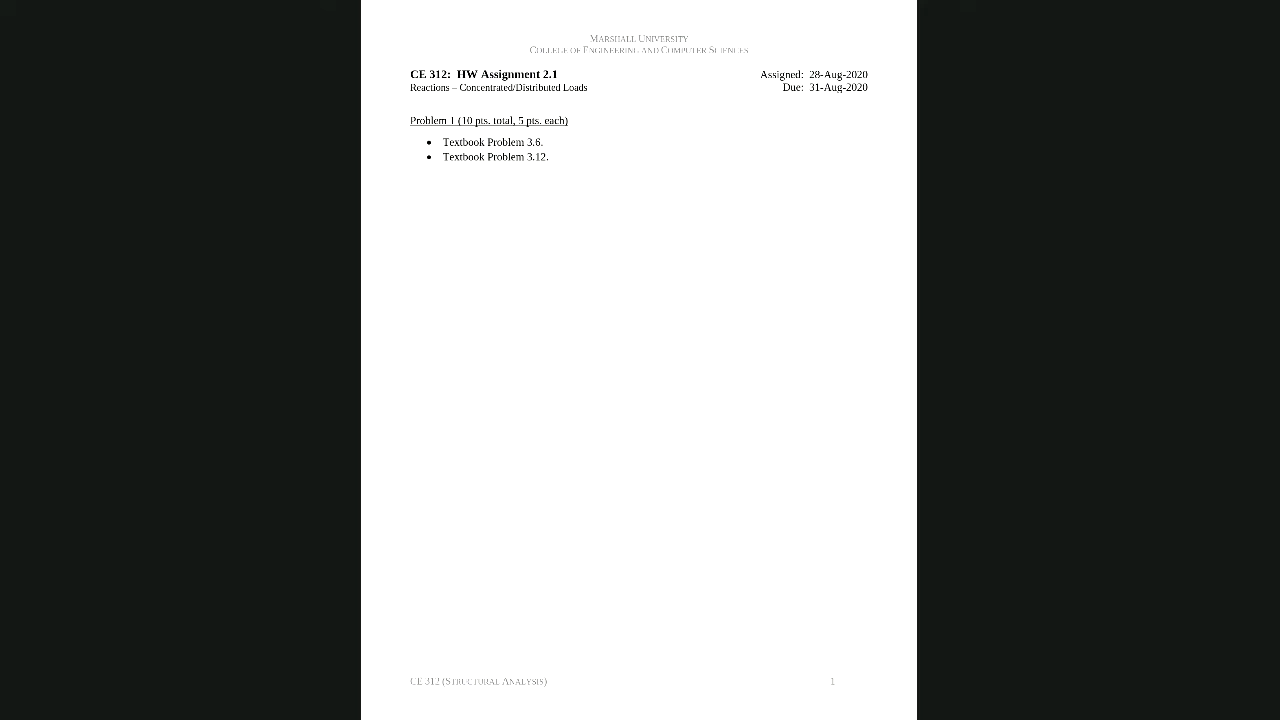 MARSHALL UNIVERSITY
COLLEGE OF ENGINEERING AND COMPUTER SCIENCES
CE 312:  HW Assignment 2.1 Assigned:  28-Aug-2020
Reactions – Concentrated/Distributed Loads Due:  31-Aug-2020
Problem 1 (10 pts. total, 5 pts. each)
• Textbook Problem 3.6.
• Textbook Problem 3.12.
CE 312 (STRUCTURAL ANALYSIS) 1